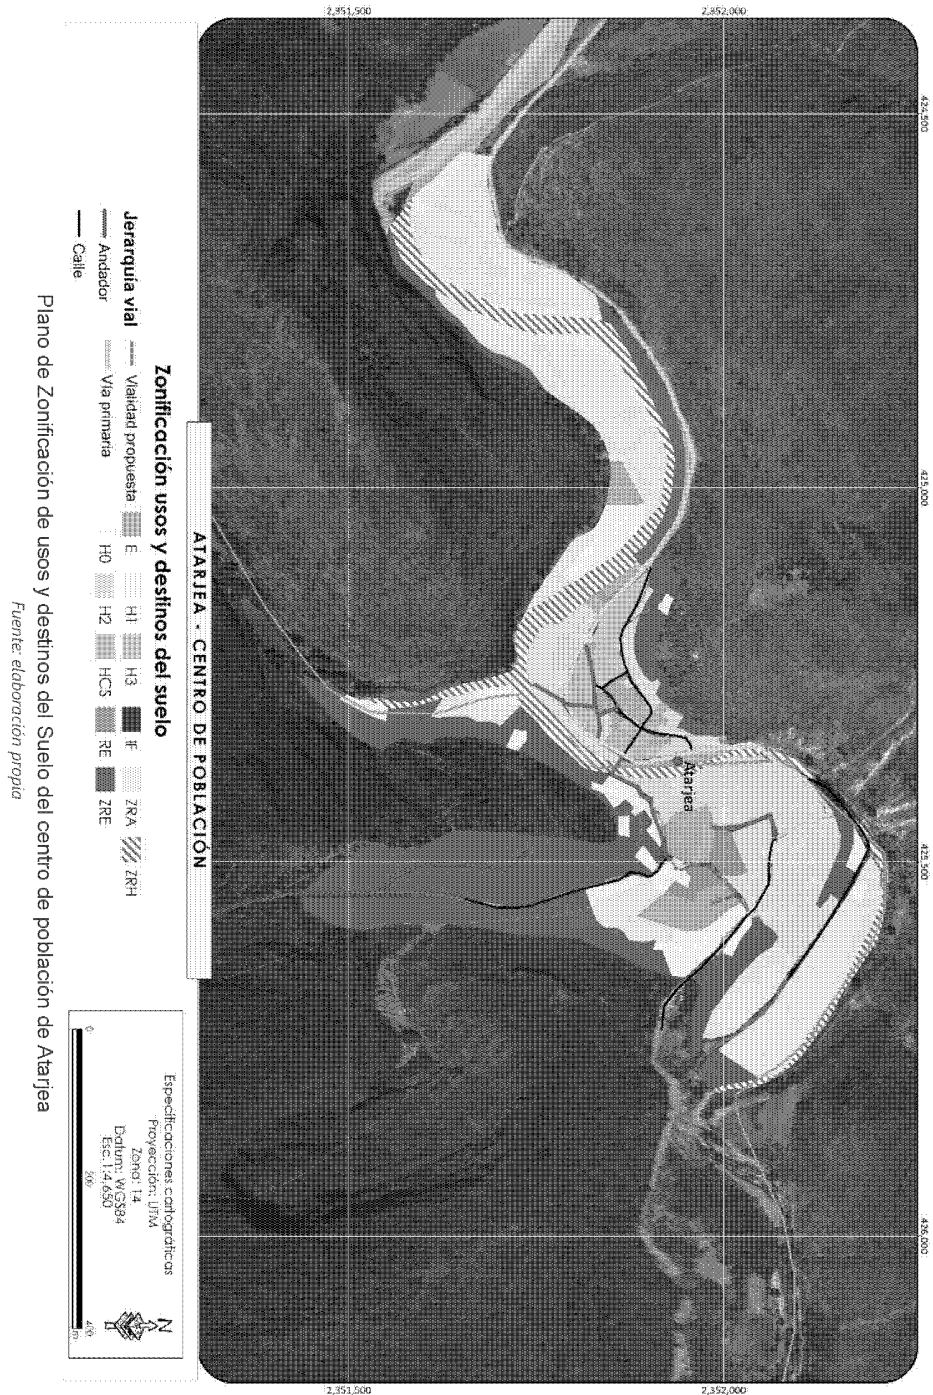 2,351,500
2,352,000
424,500
425,000
425,500
426,000
Atarjea
2,351,500
2,352,000
ATARJEA - CENTRO DE POBLACIÓN
Zonificación usos y destinos del suelo
Jerarquía vial
Vialidad propuesta
E
H1
H3
IF
ZRA
ZRH
Andador
Vía primaria
H0
H2
HCS
RE
ZRE
Calle
Especificaciones cartográficas
Proyección: UTM
Zona: 14
Datum: WGS84
Esc. 1:4,650
N
0
200
400
m
Plano de Zonificación de usos y destinos del Suelo del centro de población de Atarjea
Fuente: elaboración propia